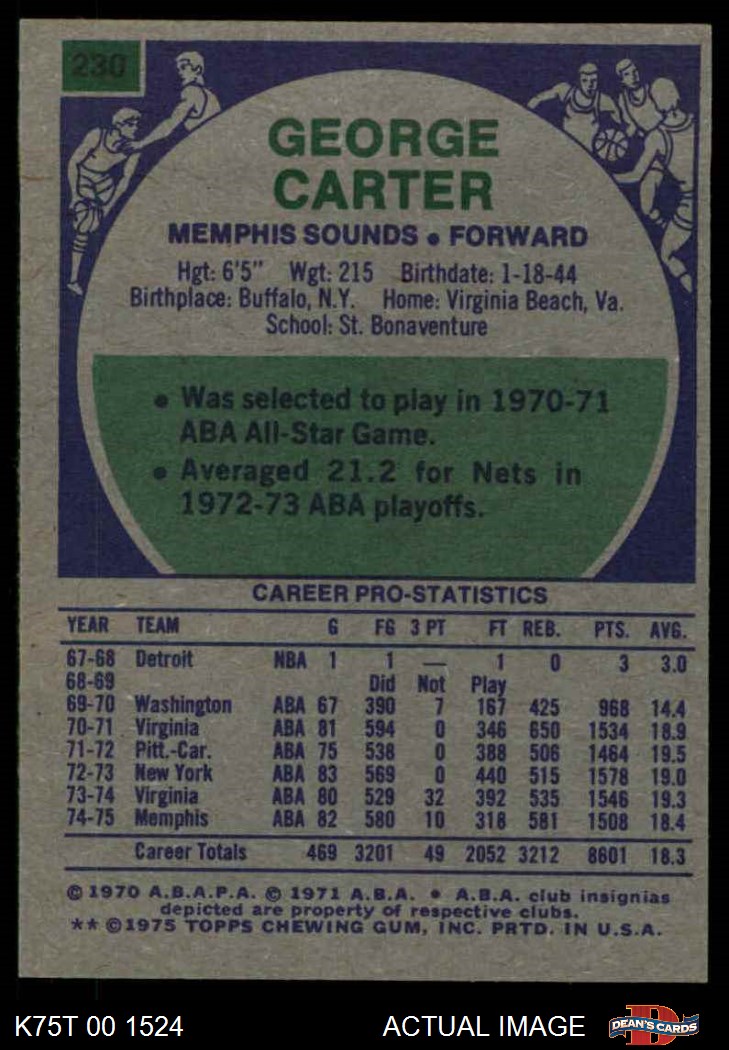 230
GEORGE
CARTER
MEMPHIS SOUNDS • FORWARD
Hgt: 6'5" Wgt: 215 Birthdate: 1-18-44
Birthplace: Buffalo, N.Y. Home: Virginia Beach, Va.
School: St. Bonaventure
• Was selected to play in 1970-71
ABA All-Star Game.
• Averaged 21.2 for Nets in
1972-73 ABA playoffs.
CAREER PRO-STATISTICS
YEAR TEAM G FG 3 PT FT REB. PTS. AVG.
67-68 Detroit NBA 1 1 — 1 0 3 3.0
68-69 Did Not Play
69-70 Washington ABA 67 390 7 167 425 968 14.4
70-71 Virginia ABA 81 594 0 346 650 1534 18.9
71-72 Pitt.-Car. ABA 75 538 0 388 506 1464 19.5
72-73 New York ABA 83 569 0 440 515 1578 19.0
73-74 Virginia ABA 80 529 32 392 535 1546 19.3
74-75 Memphis ABA 82 580 10 318 581 1508 18.4
Career Totals 469 3201 49 2052 3212 8601 18.3
© 1970 A.B.A.P.A. © 1971 A.B.A. • A.B.A. club insignias
depicted are property of respective clubs.
** ©1975 TOPPS CHEWING GUM, INC. PRTD. IN U.S.A.
K75T 00 1524 ACTUAL IMAGE D DEAN'S CARDS